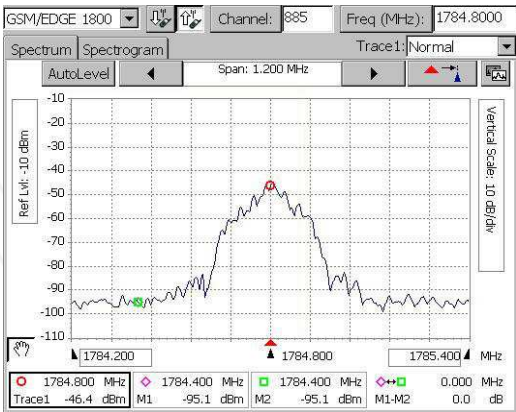 GSM/EDGE 1800 Channel: 885 Freq (MHz): 1784.8000
Spectrum Spectrogram Trace1: Normal
AutoLevel Span: 1.200 MHz
Ref Lvl: -10 dBm
-10
-20
-30
-40
-50
-60
-70
-80
-90
-100
-110
Vertical Scale: 10 dB/div
1784.200 1784.800 1785.400 MHz
1784.800 MHz 1784.400 MHz 1784.400 MHz 0.000 MHz
Trace1 -46.4 dBm M1 -95.1 dBm M2 -95.1 dBm M1-M2 0.0 dB